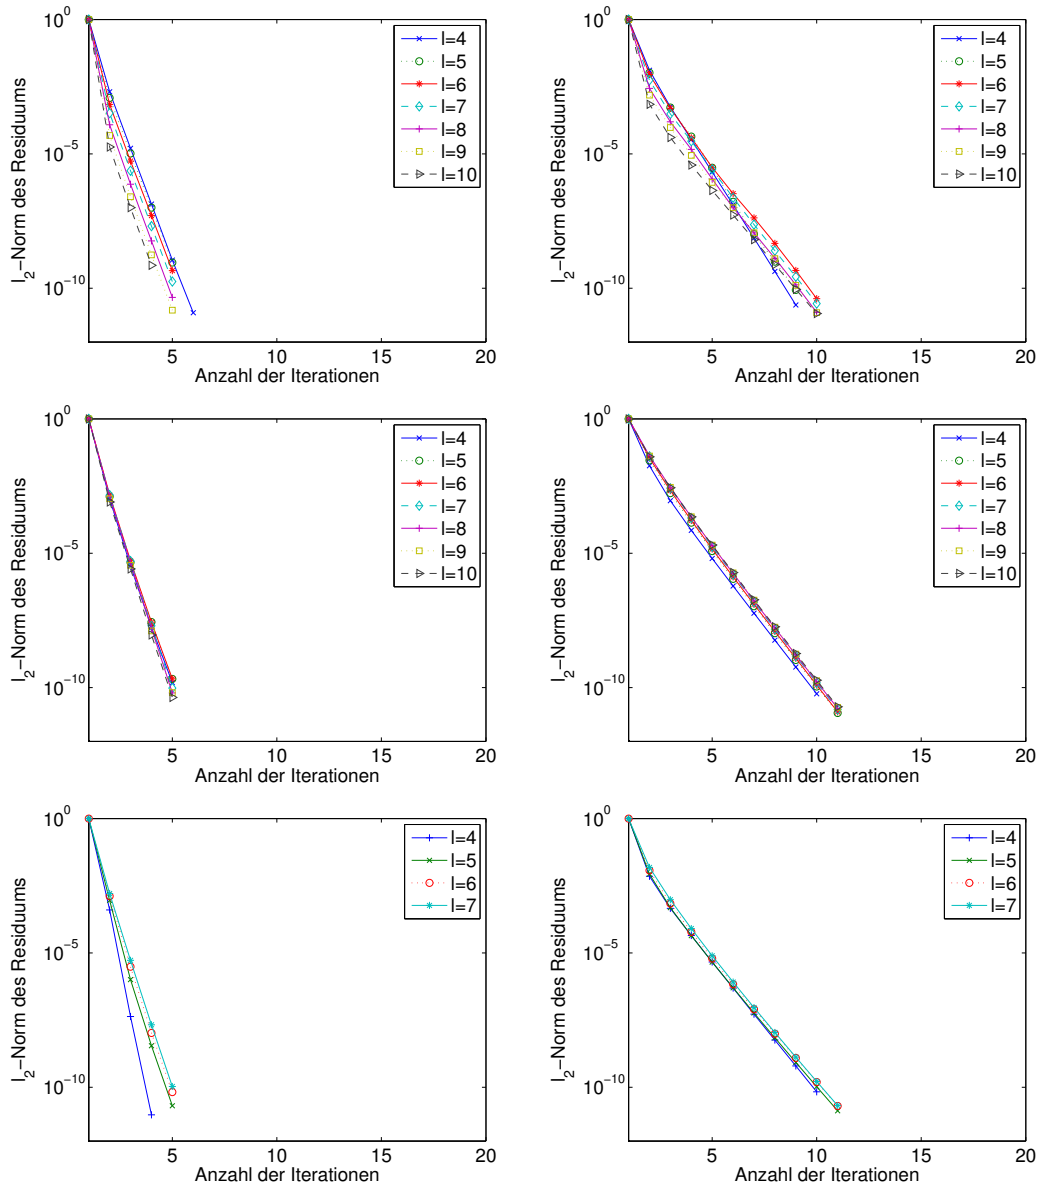 10^0
10^-5
10^-10
5
10
15
20
Anzahl der Iterationen
l_2-Norm des Residuums
l=4
l=5
l=6
l=7
l=8
l=9
l=10
10^0
10^-5
10^-10
5
10
15
20
Anzahl der Iterationen
l_2-Norm des Residuums
l=4
l=5
l=6
l=7
l=8
l=9
l=10
10^0
10^-5
10^-10
5
10
15
20
Anzahl der Iterationen
l_2-Norm des Residuums
l=4
l=5
l=6
l=7
l=8
l=9
l=10
10^0
10^-5
10^-10
5
10
15
20
Anzahl der Iterationen
l_2-Norm des Residuums
l=4
l=5
l=6
l=7
l=8
l=9
l=10
10^0
10^-5
10^-10
5
10
15
20
Anzahl der Iterationen
l_2-Norm des Residuums
l=4
l=5
l=6
l=7
10^0
10^-5
10^-10
5
10
15
20
Anzahl der Iterationen
l_2-Norm des Residuums
l=4
l=5
l=6
l=7